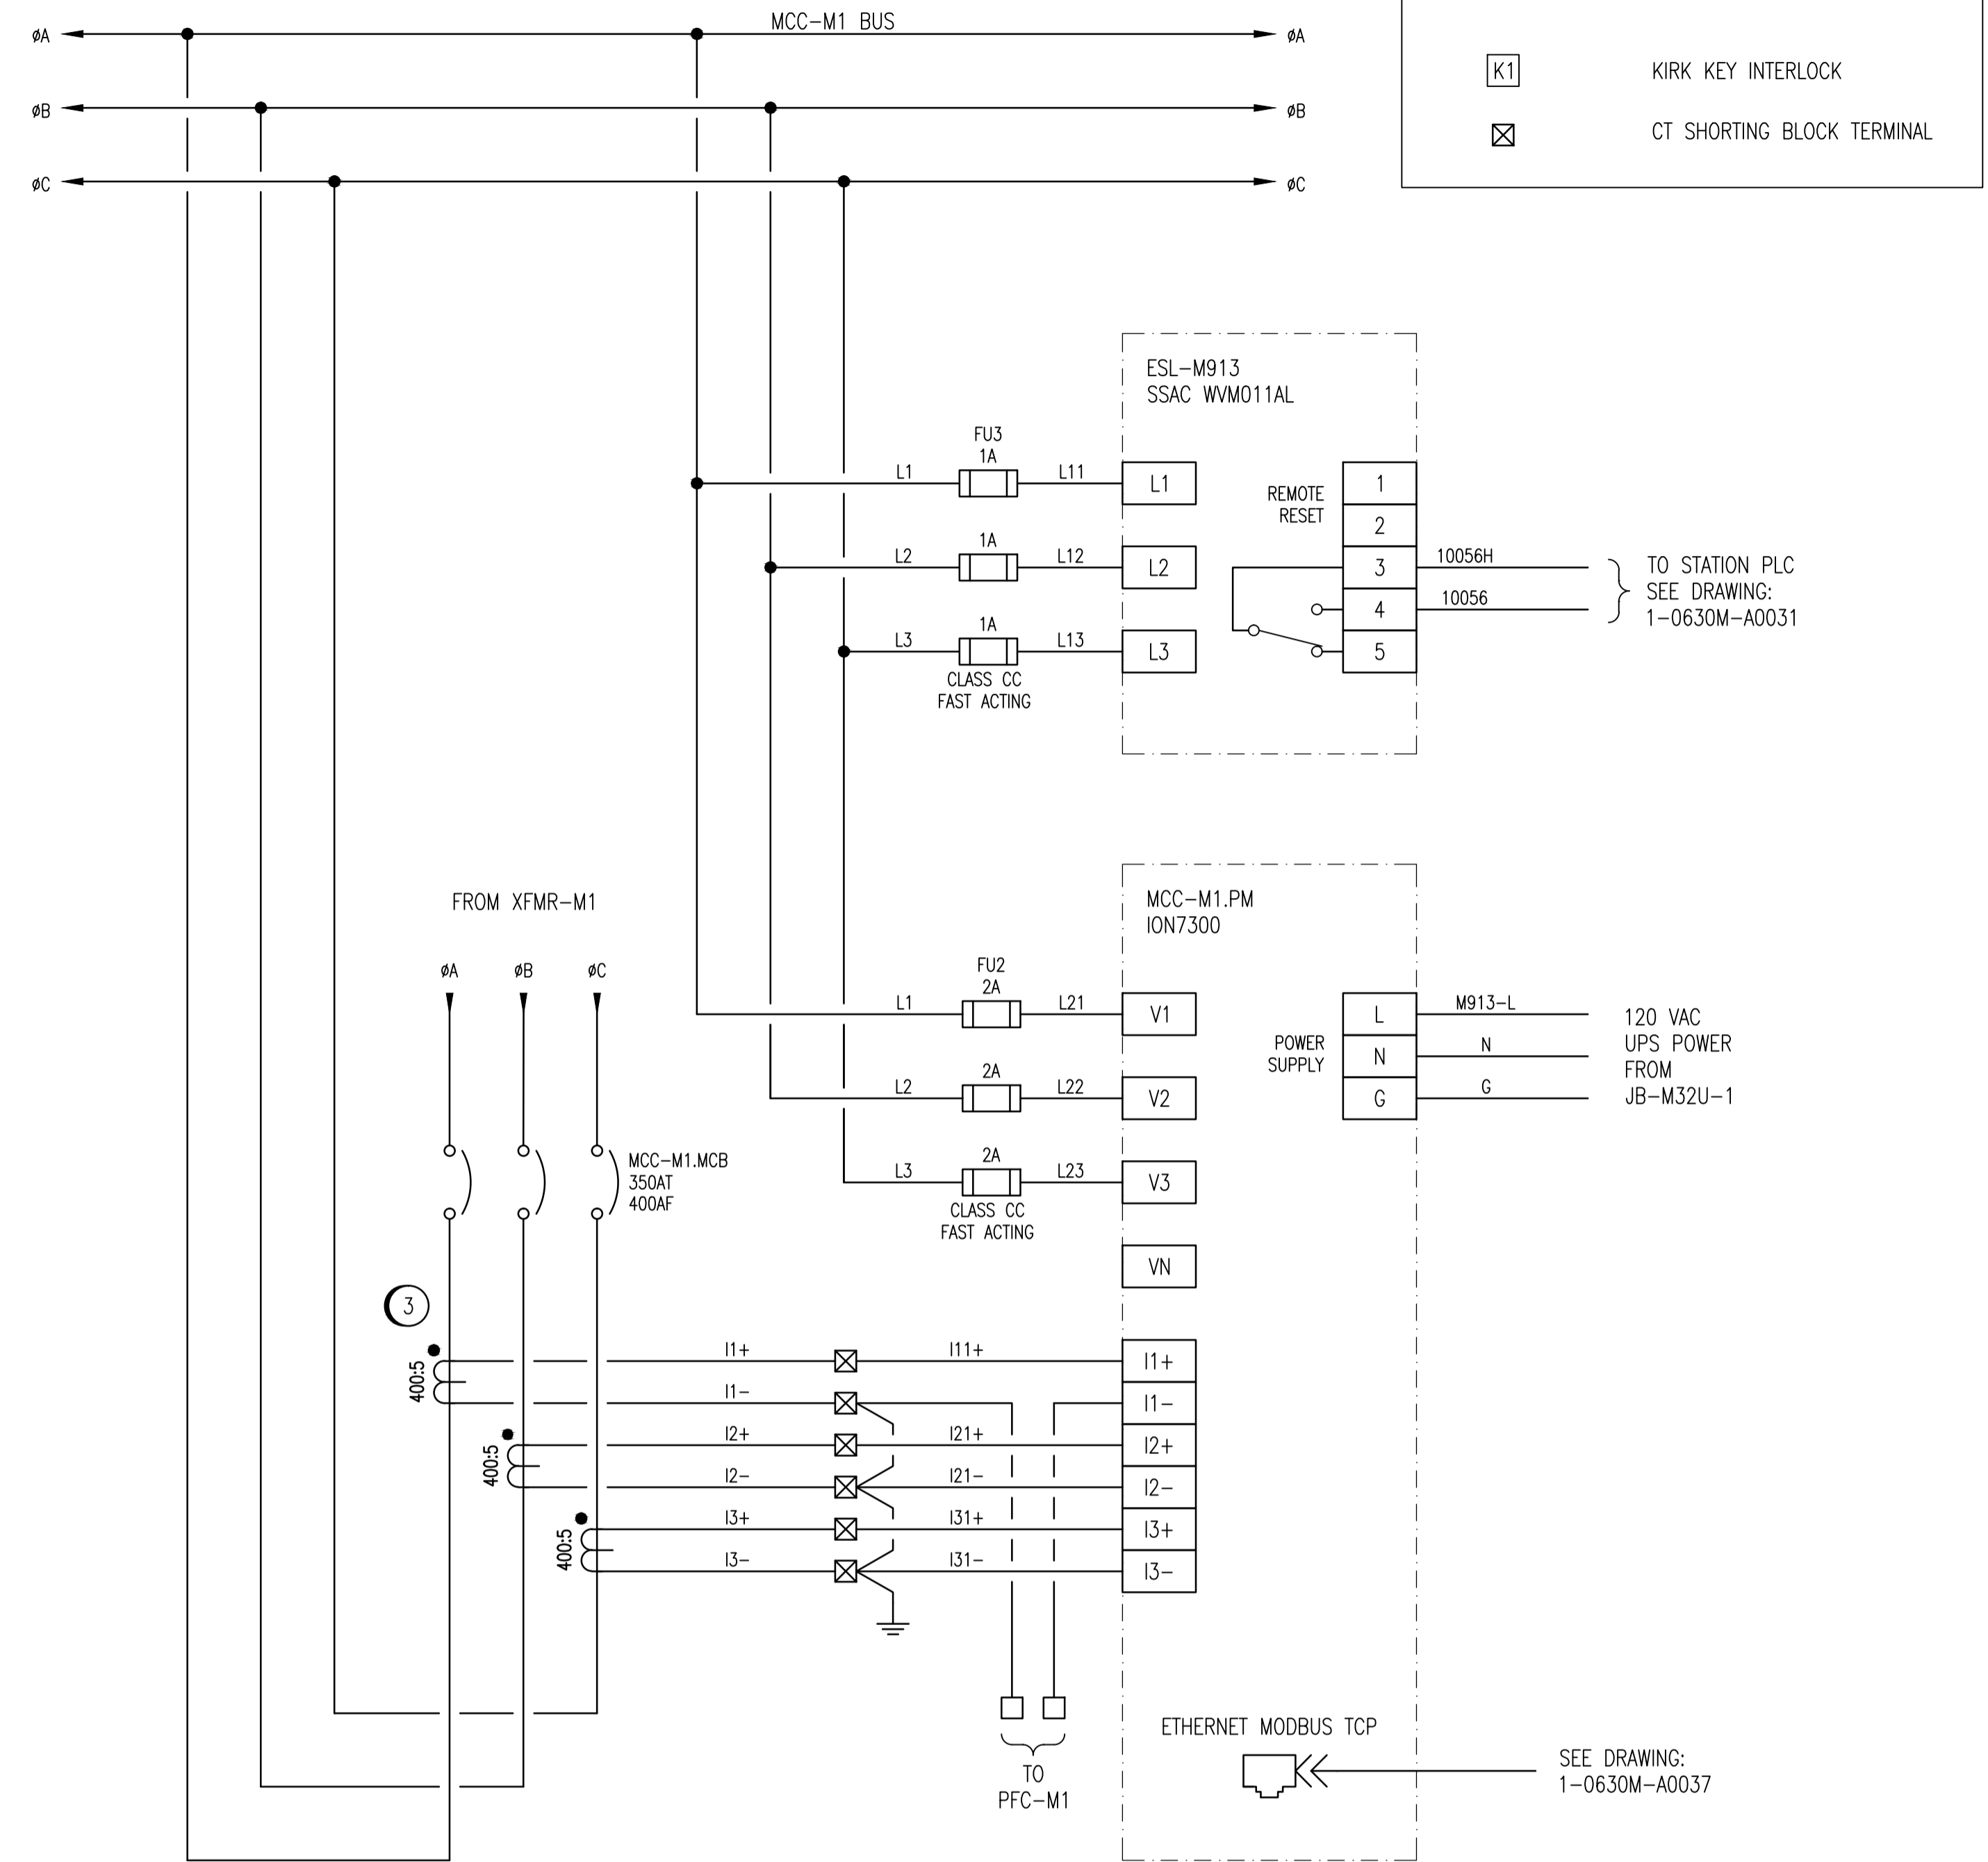 MCC-M1 BUS
øA
øA
øB
øB
øC
øC
K1
KIRK KEY INTERLOCK
CT SHORTING BLOCK TERMINAL
ESL-M913
SSAC WVM011AL
FU3
1A
L1
L11
L1
1A
L2
L12
L2
1A
L3
L13
L3
CLASS CC
FAST ACTING
REMOTE
RESET
1
2
3
4
5
10056H
10056
TO STATION PLC
SEE DRAWING:
1-0630M-A0031
FROM XFMR-M1
øA
øB
øC
MCC-M1.MCB
350AT
400AF
MCC-M1.PM
ION7300
FU2
2A
L1
L21
V1
2A
L2
L22
V2
2A
L3
L23
V3
CLASS CC
FAST ACTING
VN
POWER
SUPPLY
L
N
G
M913-L
N
G
120 VAC
UPS POWER
FROM
JB-M32U-1
3
400:5
400:5
400:5
I1+
I11+
I1+
I1-
I1-
I2+
I21+
I2+
I2-
I21-
I2-
I3+
I31+
I3+
I3-
I31-
I3-
TO
PFC-M1
ETHERNET MODBUS TCP
SEE DRAWING:
1-0630M-A0037